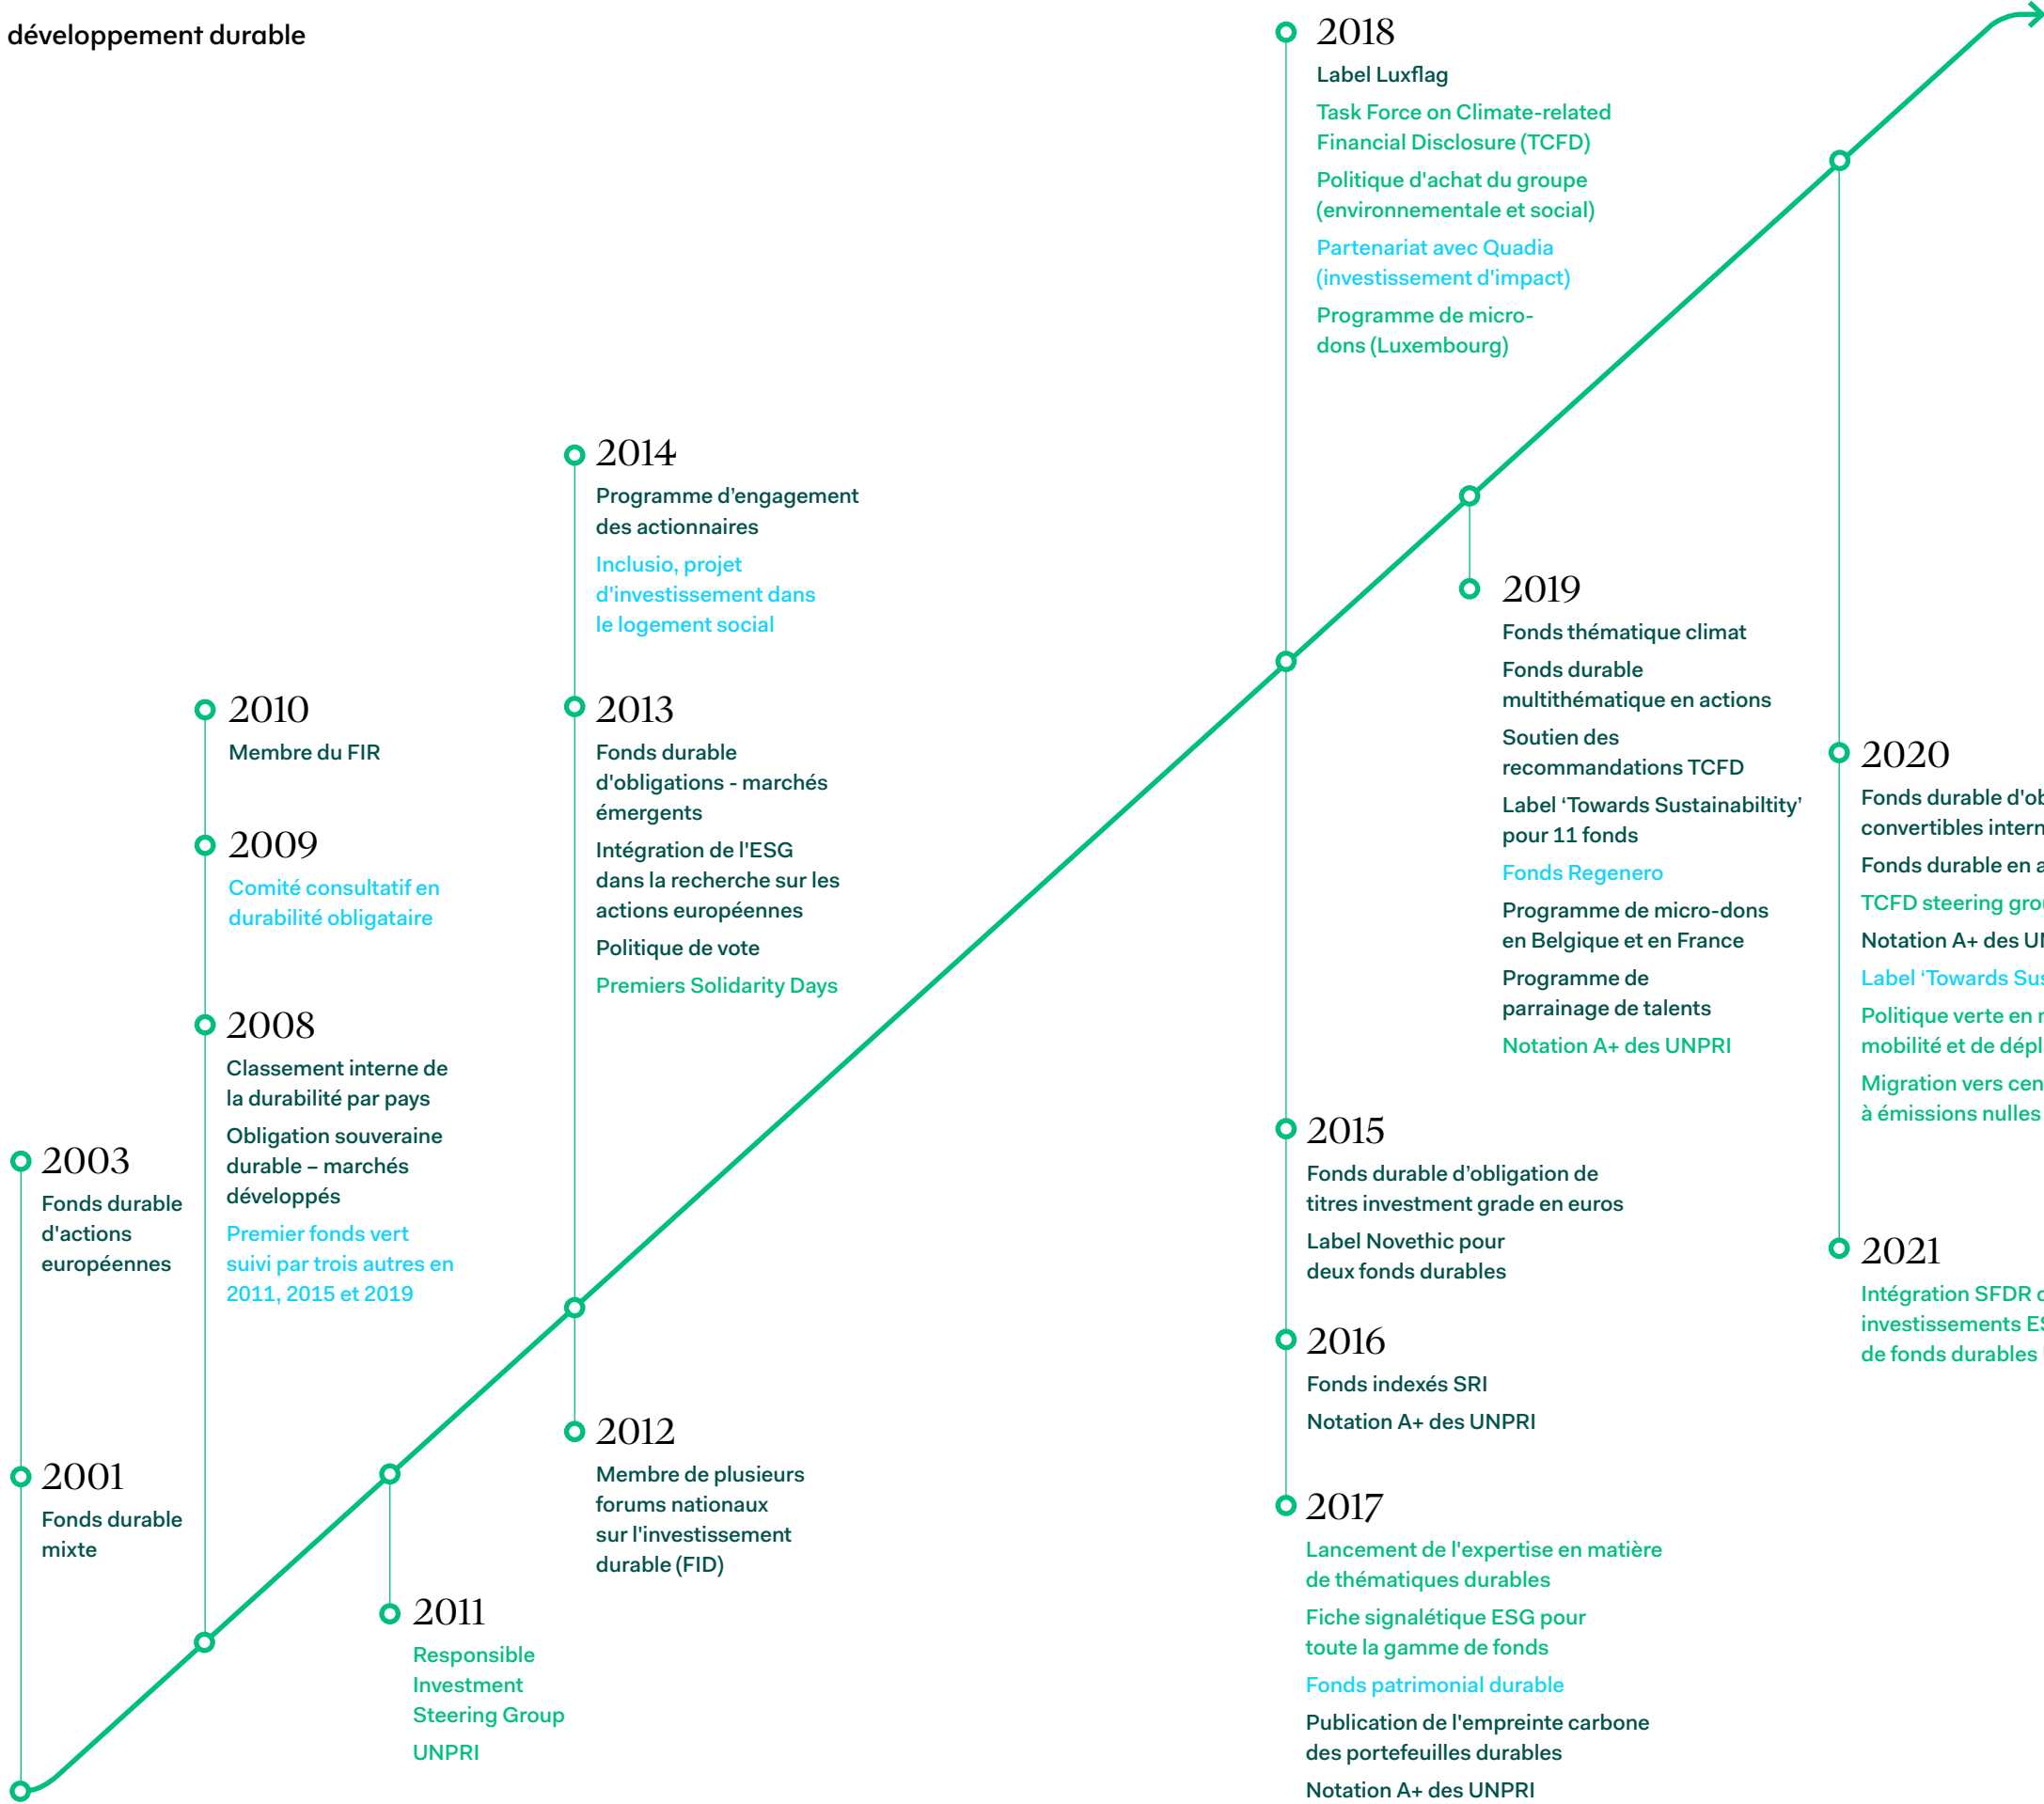 développement durable
2003
Fonds durable
d'actions
européennes
2001
Fonds durable
mixte
2010
Membre du FIR
2009
Comité consultatif en
durabilité obligataire
2008
Classement interne de
la durabilité par pays
Obligation souveraine
durable – marchés
développés
Premier fonds vert
suivi par trois autres en
2011, 2015 et 2019
2011
Responsible
Investment
Steering Group
UNPRI
2014
Programme d’engagement
des actionnaires
Inclusio, projet
d'investissement dans
le logement social
2013
Fonds durable
d'obligations - marchés
émergents
Intégration de l'ESG
dans la recherche sur les
actions européennes
Politique de vote
Premiers Solidarity Days
2012
Membre de plusieurs
forums nationaux
sur l'investissement
durable (FID)
2018
Label Luxflag
Task Force on Climate-related
Financial Disclosure (TCFD)
Politique d'achat du groupe
(environnementale et social)
Partenariat avec Quadia
(investissement d'impact)
Programme de micro-
dons (Luxembourg)
2015
Fonds durable d’obligation de
titres investment grade en euros
Label Novethic pour
deux fonds durables
2016
Fonds indexés SRI
Notation A+ des UNPRI
2017
Lancement de l'expertise en matière
de thématiques durables
Fiche signalétique ESG pour
toute la gamme de fonds
Fonds patrimonial durable
Publication de l'empreinte carbone
des portefeuilles durables
Notation A+ des UNPRI
2019
Fonds thématique climat
Fonds durable
multithématique en actions
Soutien des
recommandations TCFD
Label ‘Towards Sustainabiltity’
pour 11 fonds
Fonds Regenero
Programme de micro-dons
en Belgique et en France
Programme de
parrainage de talents
Notation A+ des UNPRI
2020
Fonds durable
convertibles
Fonds durable en
TCFD steering
Notation A+ des
Label ‘Towards
Politique verte en
mobilité et de
Migration vers
à émissions nulles
2021
Intégration SFDR
investissements
de fonds durables